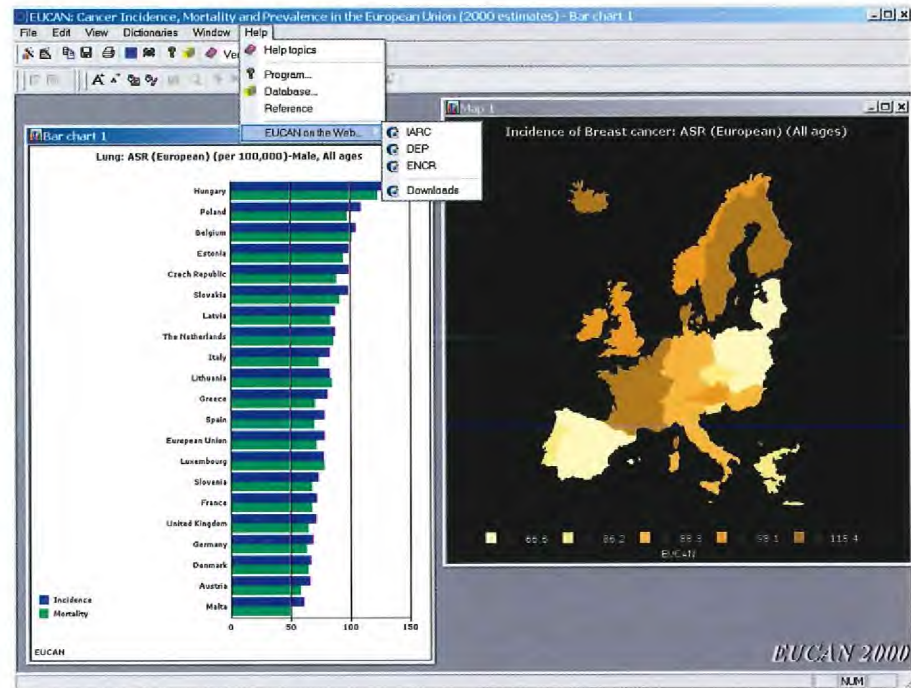 EUCAN: Cancer Incidence, Mortality and Prevalence in the European Union (2000 estimates) - Bar chart 1
File Edit View Dictionaries Window Help
Help topics
Program...
Database...
Reference
EUCAN on the Web...
IARC
DEP
ENCR
Downloads
Bar chart 1
Lung: ASR (European) (per 100,000)-Male, All ages
Hungary
Poland
Belgium
Estonia
Czech Republic
Slovakia
Latvia
The Netherlands
Italy
Lithuania
Greece
Spain
European Union
Luxembourg
Slovenia
France
United Kingdom
Germany
Denmark
Austria
Malta
Incidence
Mortality
0 50 100 150
EUCAN
Map 1
Incidence of Breast cancer: ASR (European) (All ages)
118.4
EUCAN
EUCAN 2000
NUM